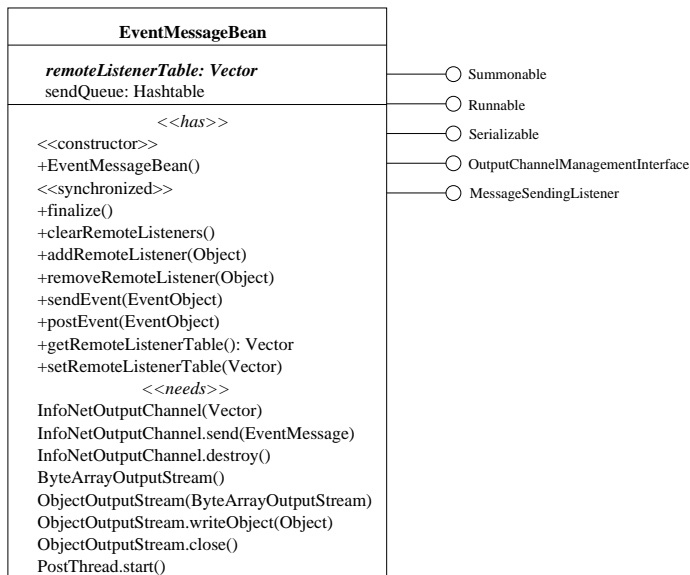 EventMessageBean
remoteListenerTable: Vector
sendQueue: Hashtable
<<has>>
<<constructor>>
+EventMessageBean()
<<synchronized>>
+finalize()
+clearRemoteListeners()
+addRemoteListener(Object)
+removeRemoteListener(Object)
+sendEvent(EventObject)
+postEvent(EventObject)
+getRemoteListenerTable(): Vector
+setRemoteListenerTable(Vector)
<<needs>>
InfoNetOutputChannel(Vector)
InfoNetOutputChannel.send(EventMessage)
InfoNetOutputChannel.destroy()
ByteArrayOutputStream()
ObjectOutputStream(ByteArrayOutputStream)
ObjectOutputStream.writeObject(Object)
ObjectOutputStream.close()
PostThread.start()
Summonable
Runnable
Serializable
OutputChannelManagementInterface
MessageSendingListener